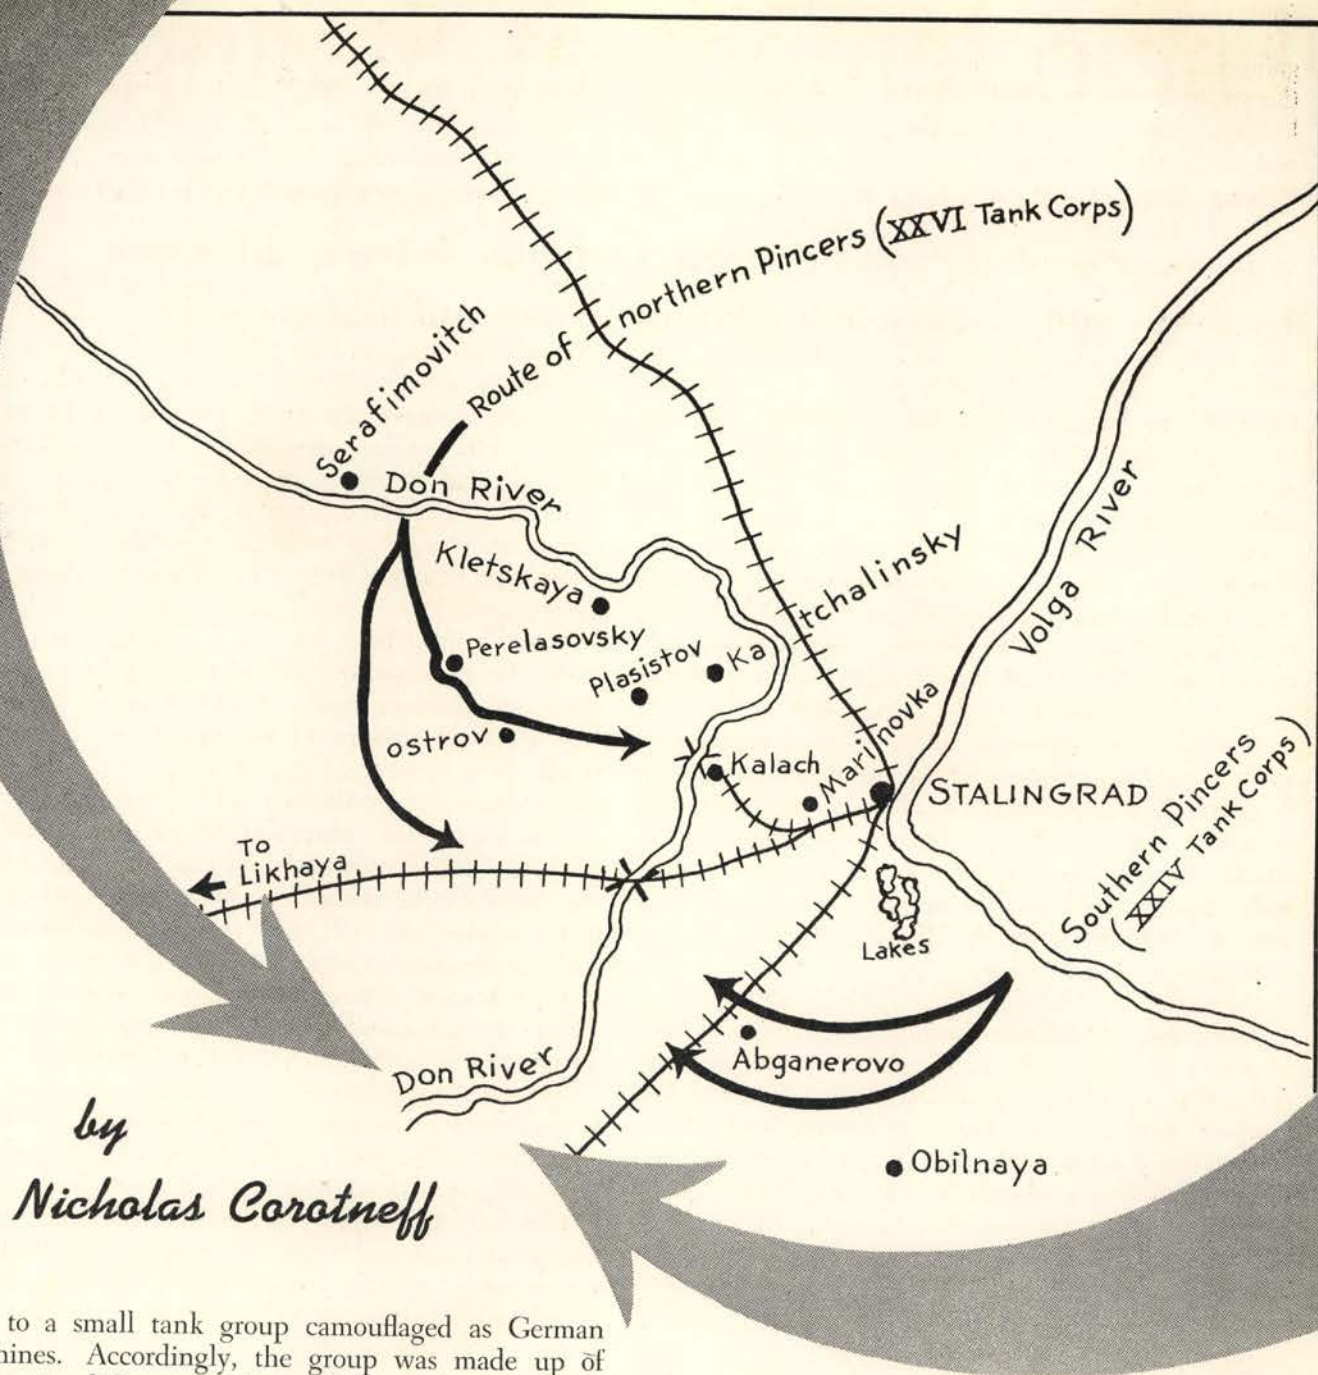 Route of northern Pincers (XXVI Tank Corps)
Serafimovitch
Don River
Kletskaya
Perelasovsky
Plasistov
Ka tchalinsky
ostrov
Kalach
Marinovka
STALINGRAD
Volga River
Southern Pincers
(XXIV Tank Corps)
To
Likhaya
Lakes
Abganerovo
Don River
Obilnaya
by
Nicholas Corotneff
to a small tank group camouflaged as German
hines. Accordingly, the group was made up of